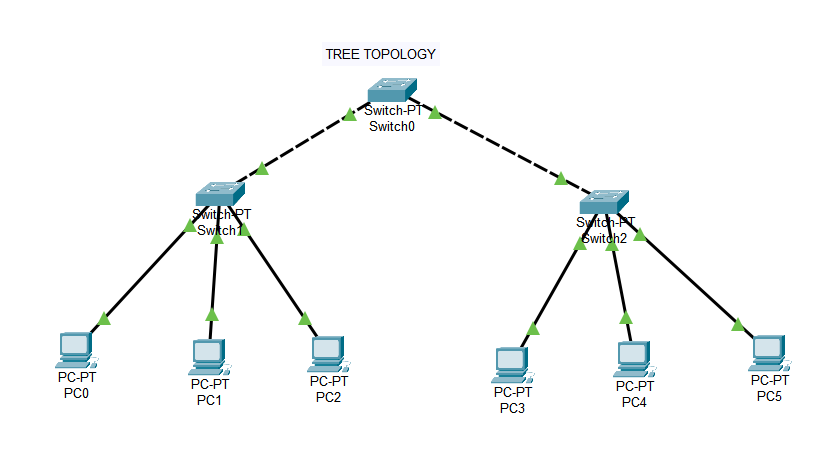 TREE TOPOLOGY
Switch-PT
Switch0
Switch-PT
Switch1
Switch-PT
Switch2
PC-PT
PC0
PC-PT
PC1
PC-PT
PC2
PC-PT
PC3
PC-PT
PC4
PC-PT
PC5